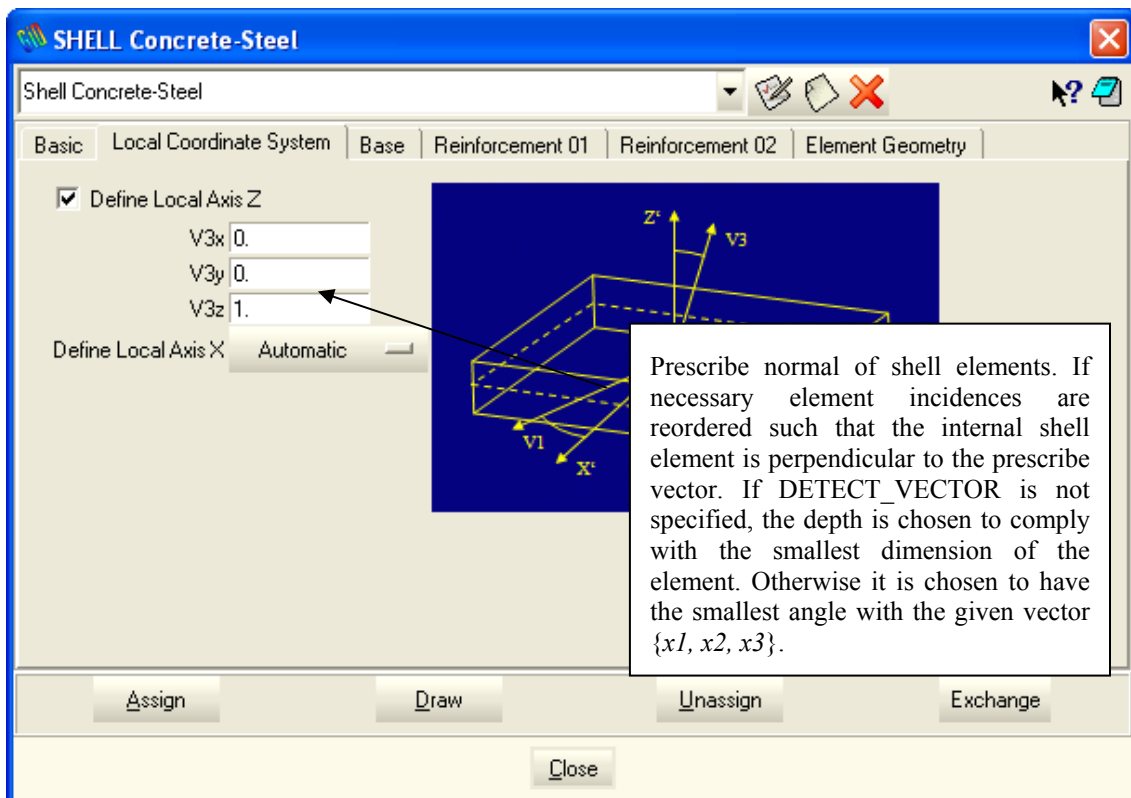 SHELL Concrete-Steel
Shell Concrete-Steel
Basic
Local Coordinate System
Base
Reinforcement 01
Reinforcement 02
Element Geometry
Define Local Axis Z
V3x 0.
V3y 0.
V3z 1.
Define Local Axis X Automatic
V3
V1
Prescribe normal of shell elements. If
necessary element incidences are
reordered such that the internal shell
element is perpendicular to the prescribe
vector. If DETECT_VECTOR is not
specified, the depth is chosen to comply
with the smallest dimension of the
element. Otherwise it is chosen to have
the smallest angle with the given vector
{x1, x2, x3}.
Assign
Draw
Unassign
Exchange
Close